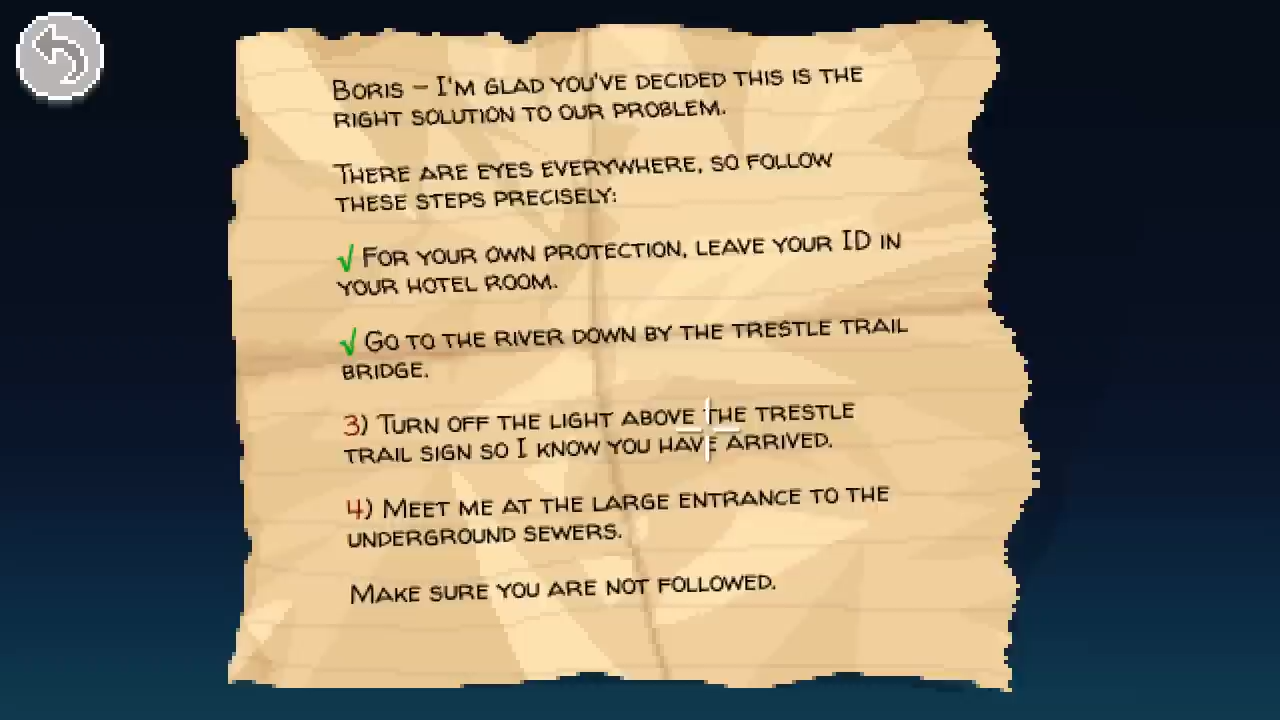 Boris – I'm glad you've decided this is the
right solution to our problem.
There are eyes everywhere, so follow
these steps precisely:
√ For your own protection, leave your ID in
your hotel room.
√ Go to the river down by the trestle trail
bridge.
3) Turn off the light above the trestle
trail sign so I know you have arrived.
4) Meet me at the large entrance to the
underground sewers.
Make sure you are not followed.